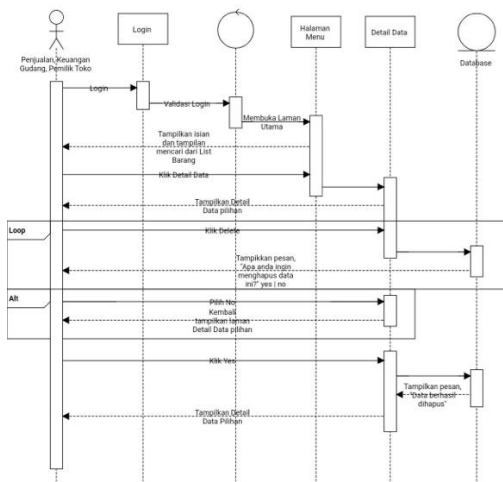 Login
Halaman
Menu
Detail Data
Penjualan, Keuangan
Gudang, Pemilik Toko
Database
Login
Validasi Login
Membuka Laman
Utama
Tampilkan isian
dan tampilan
mencari dari List
Barang
Klik Detail Data
Tampilkan Detail
Data pilihan
Loop
Klik Delete
Tampikkan pesan,
"Apa anda ingin
menghapus data
ini?" yes | no
Alt
Pilih No
Kembali
tampilkan laman
Detail Data pilihan
Klik Yes
Tampilkan pesan,
"Data berhasil
dihapus"
Tampilkan Detail
Data Pilihan